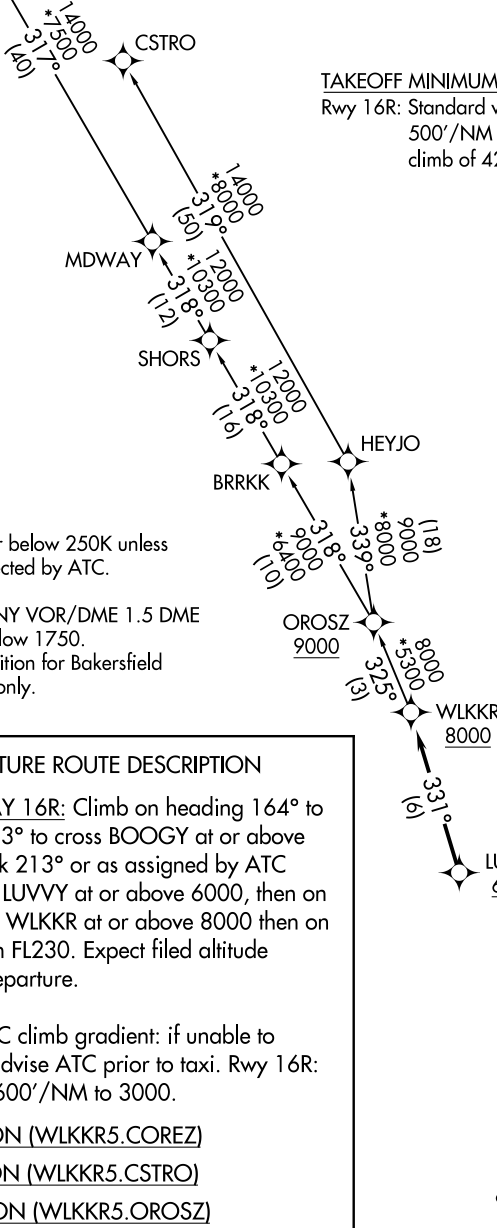 14000
*7500
317°
(40)
CSTRO
TAKEOFF MINIMUM
Rwy 16R: Standard
500'/NM
climb of
14000
*8000
319°
(50)
MDWAY
12000
*10300
318°
(12)
SHORS
12000
*10300
318°
(16)
HEYJO
BRRKK
below 250K unless
cted by ATC.
9000
*6400
318°
(10)
(18)
9000
*8000
339°
NY VOR/DME 1.5 DME
low 1750.
ition for Bakersfield
only.
OROSZ
9000
8000
*5300
325°
(3)
WLKKR
8000
331°
(6)
TURE ROUTE DESCRIPTION
AY 16R: Climb on heading 164° to
3° to cross BOOGY at or above
k 213° or as assigned by ATC
LUVVY at or above 6000, then on
WLKKR at or above 8000 then on
FL230. Expect filed altitude
eparture.
C climb gradient: if unable to
dvise ATC prior to taxi. Rwy 16R:
600'/NM to 3000.
ON (WLKKR5.COREZ)
ON (WLKKR5.CSTRO)
ON (WLKKR5.OROSZ)